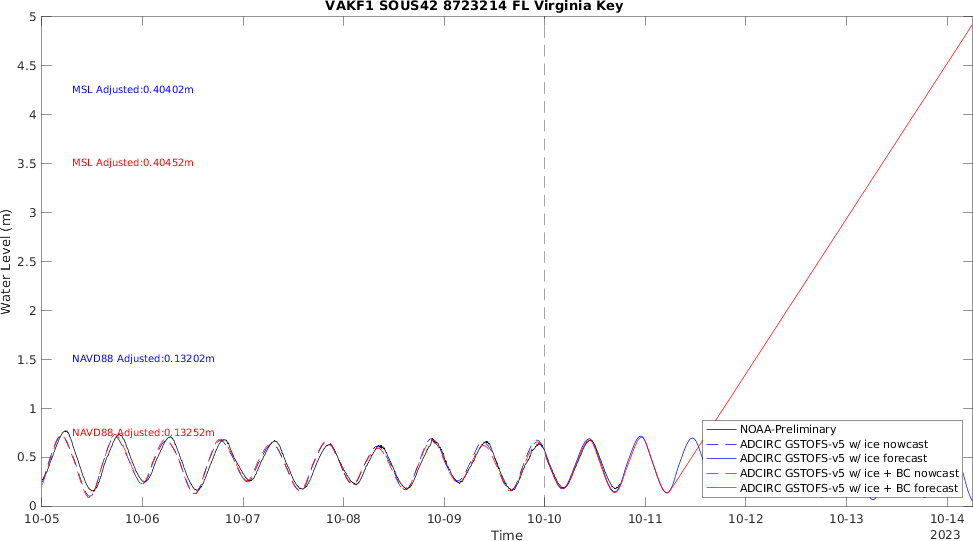 VAKF1 SOUS42 8723214 FL Virginia Key
5
4.5
4
3.5
3
2.5
2
1.5
1
0.5
0
Water Level (m)
MSL Adjusted:0.40402m
MSL Adjusted:0.40452m
NAVD88 Adjusted:0.13202m
NAVD88 Adjusted:0.13252m
NOAA-Preliminary
ADCIRC GSTOFS-v5 w/ ice nowcast
ADCIRC GSTOFS-v5 w/ ice forecast
ADCIRC GSTOFS-v5 w/ ice + BC nowcast
ADCIRC GSTOFS-v5 w/ ice + BC forecast
10-05 10-06 10-07 10-08 10-09 10-10 10-11 10-12 10-13 10-14
2023
Time